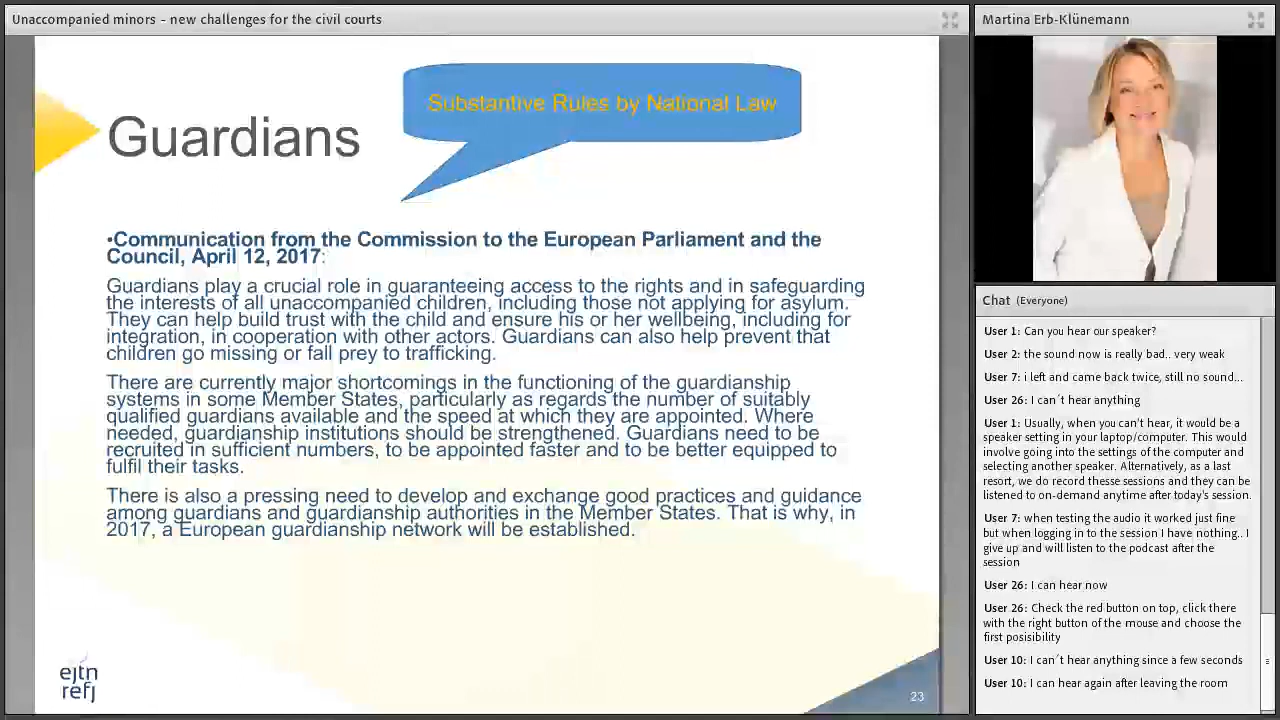 Unaccompanied minors - new challenges for the civil courts
Substantive Rules by National Law
Guardians
•Communication from the Commission to the European Parliament and the
Council, April 12, 2017:
Guardians play a crucial role in guaranteeing access to the rights and in safeguarding
the interests of all unaccompanied children, including those not applying for asylum.
They can help build trust with the child and ensure his or her wellbeing, including for
integration, in cooperation with other actors. Guardians can also help prevent that
children go missing or fall prey to trafficking.
There are currently major shortcomings in the functioning of the guardianship
systems in some Member States, particularly as regards the number of suitably
qualified guardians available and the speed at which they are appointed. Where
needed, guardianship institutions should be strengthened. Guardians need to be
recruited in sufficient numbers, to be appointed faster and to be better equipped to
fulfil their tasks.
There is also a pressing need to develop and exchange good practices and guidance
among guardians and guardianship authorities in the Member States. That is why, in
2017, a European guardianship network will be established.
ejtn
refj
23
Martina Erb-Klünemann
Chat (Everyone)
User 1: Can you hear our speaker?
User 2: the sound now is really bad.. very weak
User 7: i left and came back twice, still no sound...
User 26: I can´t hear anything
User 1: Usually, when you can't hear, it would be a
speaker setting in your laptop/computer. This would
involve going into the settings of the computer and
selecting another speaker. Alternatively, as a last
resort, we do record thesse sessions and they can be
listened to on-demand anytime after today's session.
User 7: when testing the audio it worked just fine
but when logging in to the session I have nothing.. I
give up and will listen to the podcast after the
session
User 26: I can hear now
User 26: Check the red button on top, click there
with the right button of the mouse and choose the
first posisibility
User 10: I can´t hear anything since a few seconds
User 10: I can hear again after leaving the room